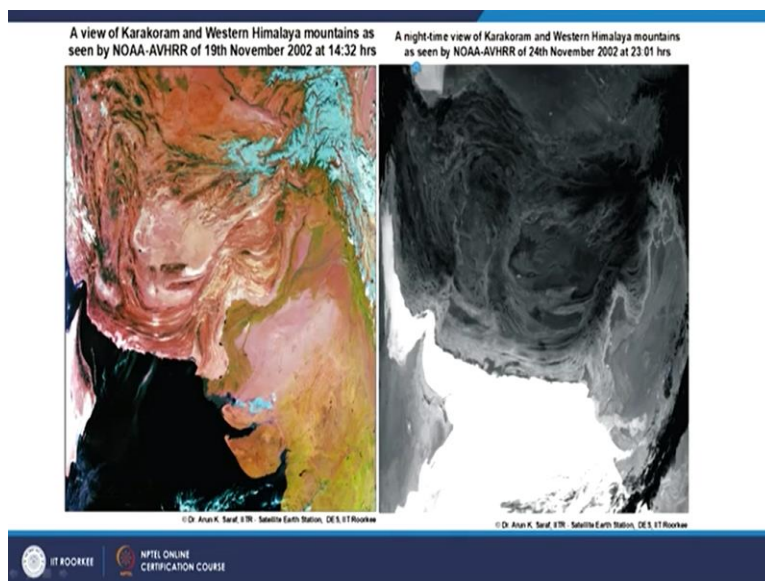 A view of Karakoram and Western Himalaya mountains as
seen by NOAA-AVHRR of 19th November 2002 at 14:32 hrs
A night-time view of Karakoram and Western Himalaya mountains
as seen by NOAA-AVHRR of 24th November 2002 at 23:01 hrs
© Dr. Arun K. Saraf, IITR - Satellite Earth Station, DES, IIT Roorkee
© Dr. Arun K. Saraf, IITR - Satellite Earth Station, DES, IIT Roorkee
IIT ROORKEE
NPTEL ONLINE
CERTIFICATION COURSE